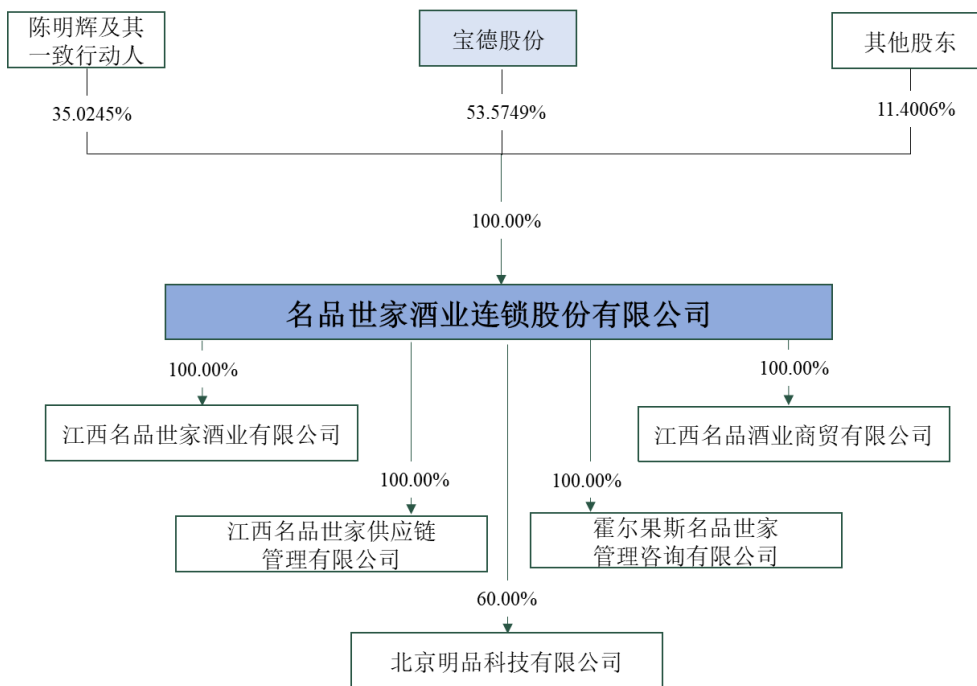 陈明辉及其
一致行动人
宝德股份
其他股东
35.0245%
53.5749%
11.4006%
100.00%
名品世家酒业连锁股份有限公司
100.00%
100.00%
江西名品世家酒业有限公司
江西名品酒业商贸有限公司
100.00%
100.00%
江西名品世家供应链
管理有限公司
霍尔果斯名品世家
管理咨询有限公司
60.00%
北京明品科技有限公司